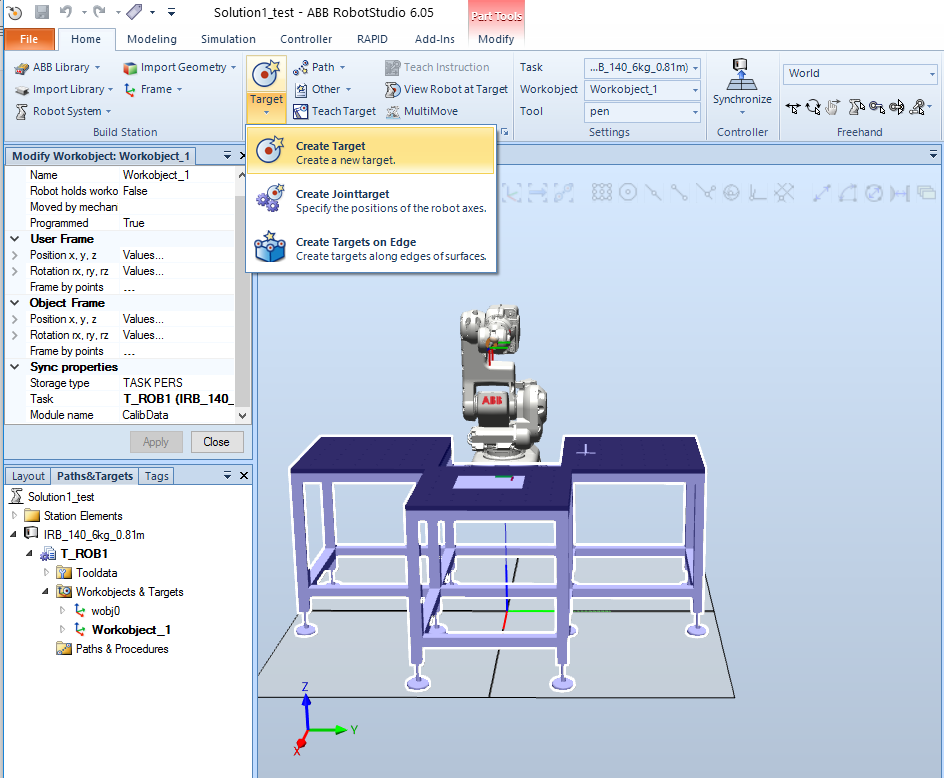 Solution1_test - ABB RobotStudio 6.05
Part Tools
File
Home
Modeling
Simulation
Controller
RAPID
Add-Ins
Modify
ABB Library
Import Geometry
Import Library
Frame
Robot System
Build Station
Target
Path
Other
Teach Target
Teach Instruction
View Robot at Target
MultiMove
Task
...B_140_6kg_0.81m)
Workobject
Workobject_1
Tool
pen
Settings
Synchronize
Controller
World
Freehand
Create Target
Create a new target.
Create Jointtarget
Specify the positions of the robot axes.
Create Targets on Edge
Create targets along edges of surfaces.
Modify Workobject: Workobject_1
Name Workobject_1
Robot holds worko False
Moved by mechan
Programmed True
User Frame
Position x, y, z Values...
Rotation rx, ry, rz Values...
Frame by points ...
Object Frame
Position x, y, z Values...
Rotation rx, ry, rz Values...
Frame by points ...
Sync properties
Storage type TASK PERS
Task T_ROB1 (IRB_140_
Module name CalibData
Apply
Close
Layout
Paths&Targets
Tags
Solution1_test
Station Elements
IRB_140_6kg_0.81m
T_ROB1
Tooldata
Workobjects & Targets
wobj0
Workobject_1
Paths & Procedures
ABB
Z
Y
X